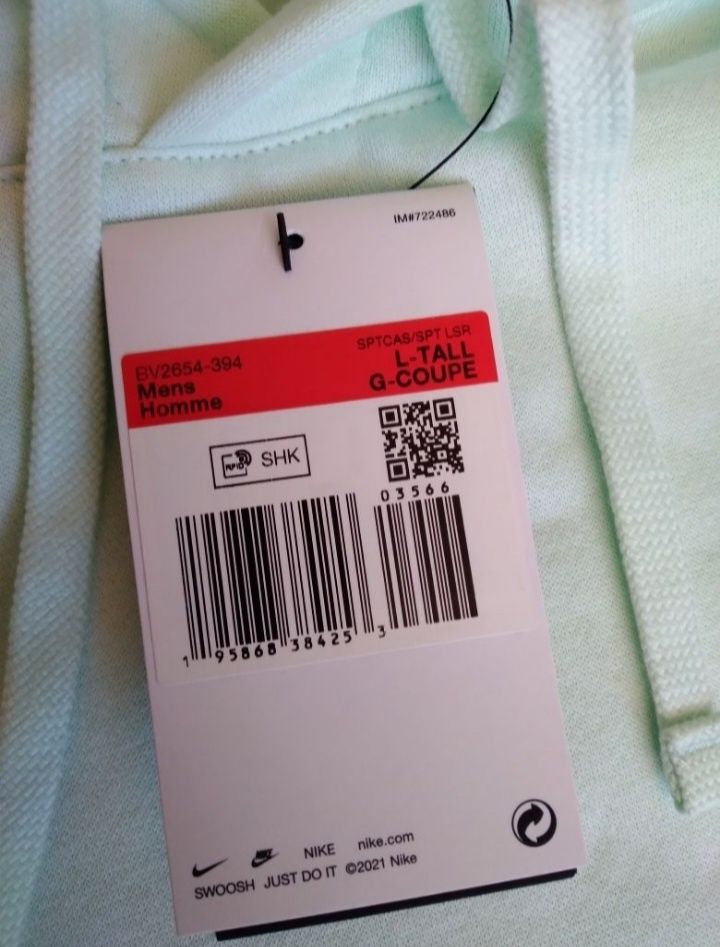 IM#722486
BV2654-394
Mens
Homme
SPTCAS/SPT LSR
L-TALL
G-COUPE
RFID SHK
03566
1 95868 38425 3
NIKE nike.com
SWOOSH JUST DO IT ©2021 Nike